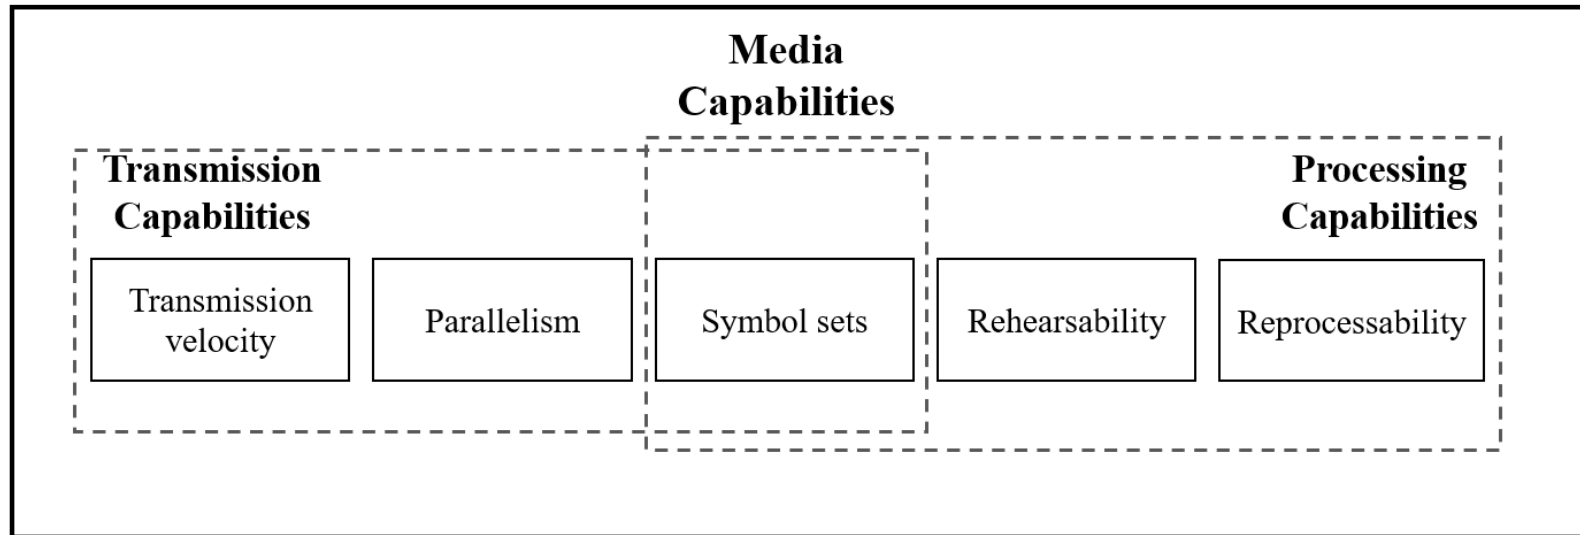 Media
Capabilities
Transmission
Capabilities
Processing
Capabilities
Transmission
velocity
Parallelism
Symbol sets
Rehearsability
Reprocessability